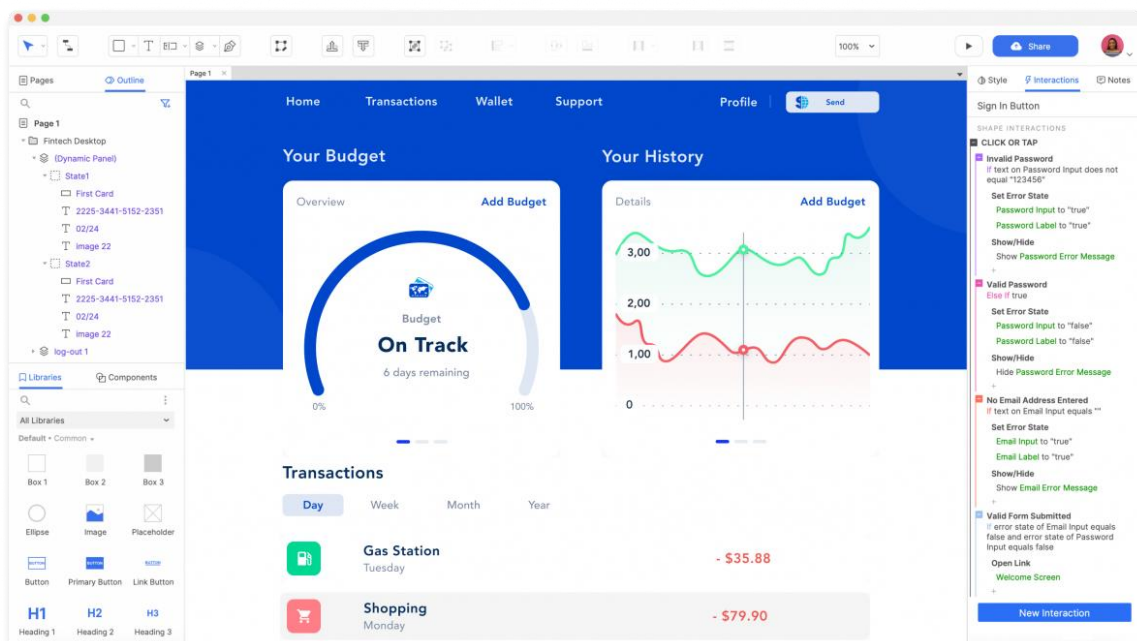 100%
Share
Pages
Outline
Page 1
Style
Interactions
Notes
Page 1
Fintech Desktop
(Dynamic Panel)
State1
First Card
2225-3441-5152-2351
02/24
image 22
State2
First Card
2225-3441-5152-2351
02/24
image 22
log-out 1
Libraries
Components
All Libraries
Default • Common
Box 1
Box 2
Box 3
Ellipse
Image
Placeholder
BUTTON
BUTTON
BUTTON
Button
Primary Button
Link Button
H1
H2
H3
Heading 1
Heading 2
Heading 3
Home
Transactions
Wallet
Support
Profile
Send
Your Budget
Your History
Overview
Add Budget
Budget
On Track
6 days remaining
0%
100%
Details
Add Budget
3,00
2,00
1,00
0
Transactions
Day
Week
Month
Year
Gas Station
Tuesday
- $35.88
Shopping
Monday
- $79.90
Sign In Button
SHAPE INTERACTIONS
CLICK OR TAP
Invalid Password
If text on Password Input does not
equal "123456"
Set Error State
Password Input to "true"
Password Label to "true"
Show/Hide
Show Password Error Message
+
Valid Password
Else If true
Set Error State
Password Input to "false"
Password Label to "false"
Show/Hide
Hide Password Error Message
+
No Email Address Entered
If text on Email Input equals ""
Set Error State
Email Input to "true"
Email Label to "true"
Show/Hide
Show Email Error Message
+
Valid Form Submitted
If error state of Email Input equals
false and error state of Password
Input equals false
Open Link
Welcome Screen
+
New Interaction